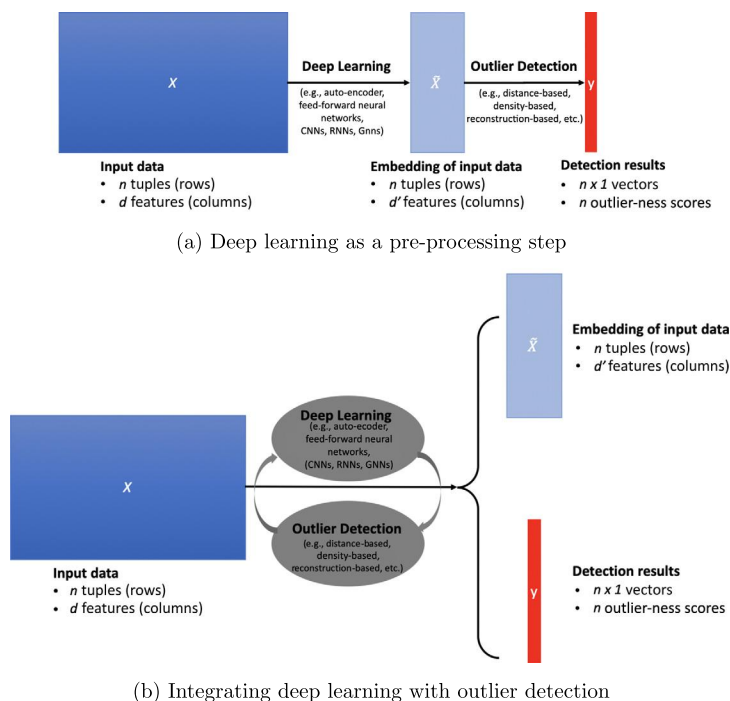 X
Deep Learning
(e.g., auto-encoder,
feed-forward neural
networks,
CNNs, RNNs, Gnns)
X̃
Outlier Detection
(e.g., distance-based,
density-based,
reconstruction-based, etc.)
y
Input data
• n tuples (rows)
• d features (columns)
Embedding of input data
• n tuples (rows)
• d′ features (columns)
Detection results
• n x 1 vectors
• n outlier-ness scores
(a) Deep learning as a pre-processing step
X̃
Embedding of input data
• n tuples (rows)
• d′ features (columns)
Deep Learning
(e.g., auto-ecoder,
feed-forward neural
networks,
(CNNs, RNNs, GNNs)
X
Outlier Detection
(e.g., distance-based,
density-based,
reconstruction-based, etc.)
Input data
• n tuples (rows)
• d features (columns)
y
Detection results
• n x 1 vectors
• n outlier-ness scores
(b) Integrating deep learning with outlier detection